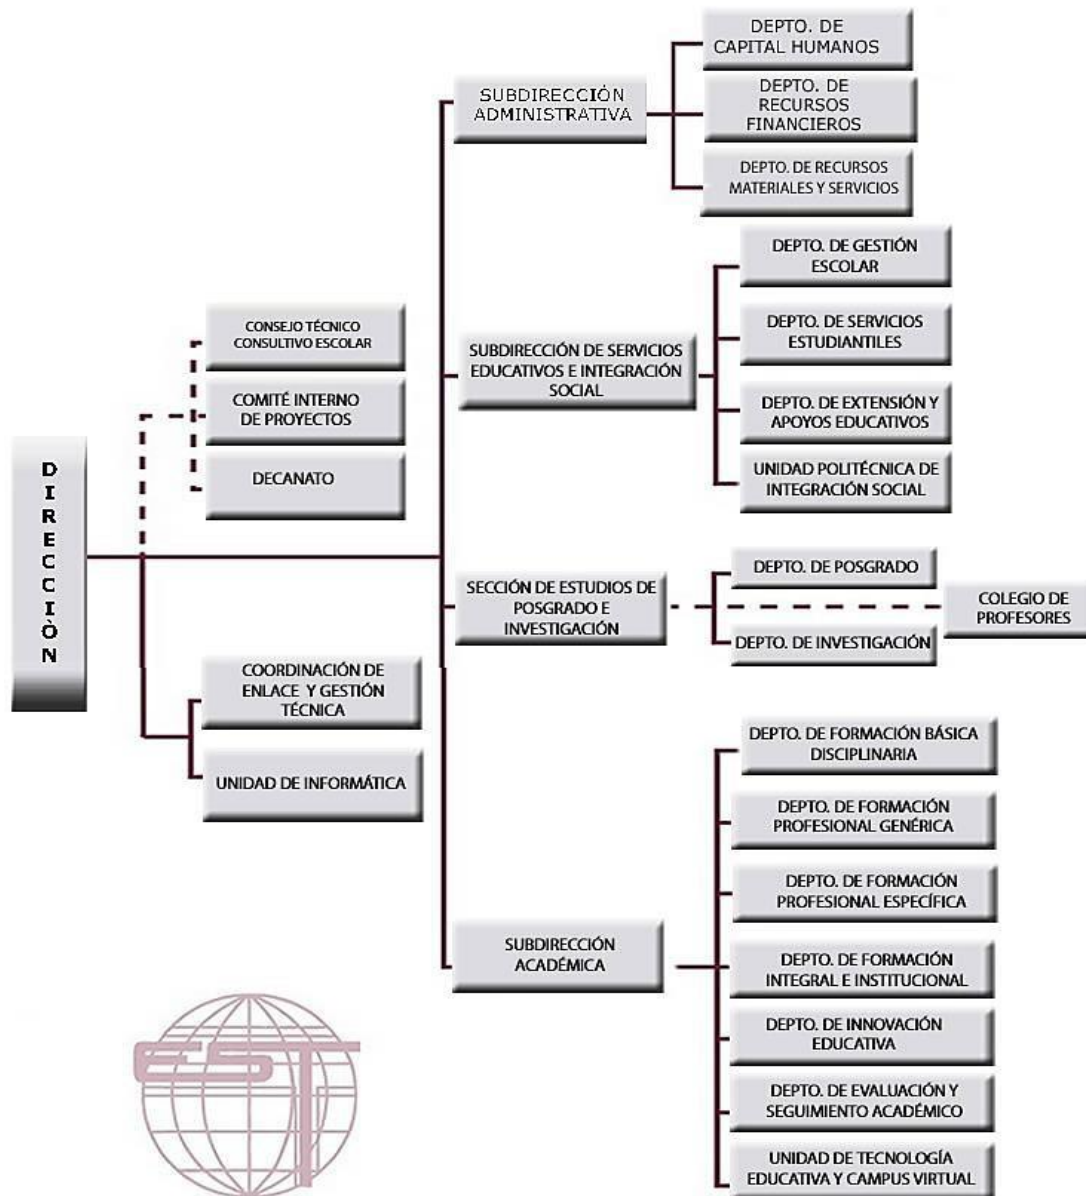 DIRECCIÒN
CONSEJO TÉCNICO
CONSULTIVO ESCOLAR
COMITÉ INTERNO
DE PROYECTOS
DECANATO
COORDINACIÓN DE
ENLACE Y GESTIÓN
TÉCNICA
UNIDAD DE INFORMÁTICA
SUBDIRECCIÓN
ADMINISTRATIVA
DEPTO. DE
CAPITAL HUMANOS
DEPTO. DE
RECURSOS
FINANCIEROS
DEPTO. DE RECURSOS
MATERIALES Y SERVICIOS
SUBDIRECCIÓN DE SERVICIOS
EDUCATIVOS E INTEGRACIÓN
SOCIAL
DEPTO. DE GESTIÓN
ESCOLAR
DEPTO. DE SERVICIOS
ESTUDIANTILES
DEPTO. DE EXTENSIÓN Y
APOYOS EDUCATIVOS
UNIDAD POLITÉCNICA DE
INTEGRACIÓN SOCIAL
SECCIÓN DE ESTUDIOS DE
POSGRADO E
INVESTIGACIÓN
DEPTO. DE POSGRADO
DEPTO. DE INVESTIGACIÓN
COLEGIO DE
PROFESORES
SUBDIRECCIÓN
ACADÉMICA
DEPTO. DE FORMACIÓN BÁSICA
DISCIPLINARIA
DEPTO. DE FORMACIÓN
PROFESIONAL GENÉRICA
DEPTO. DE FORMACIÓN
PROFESIONAL ESPECÍFICA
DEPTO. DE FORMACIÓN
INTEGRAL E INSTITUCIONAL
DEPTO. DE INNOVACIÓN
EDUCATIVA
DEPTO. DE EVALUACIÓN Y
SEGUIMIENTO ACADÉMICO
UNIDAD DE TECNOLOGÍA
EDUCATIVA Y CAMPUS VIRTUAL
EST